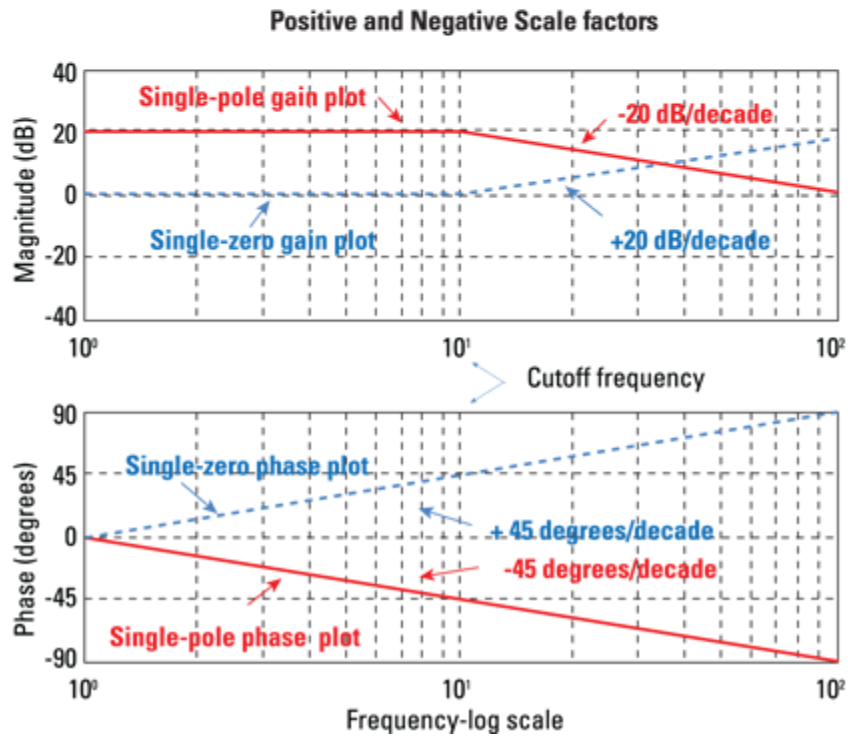 Positive and Negative Scale factors
40
Single-pole gain plot
-20 dB/decade
20
Magnitude (dB)
0
Single-zero gain plot
+20 dB/decade
-20
-40
10⁰
10¹
10²
Cutoff frequency
90
Single-zero phase plot
45
Phase (degrees)
0
+ 45 degrees/decade
-45 degrees/decade
-45
Single-pole phase plot
-90
10⁰
10¹
10²
Frequency-log scale